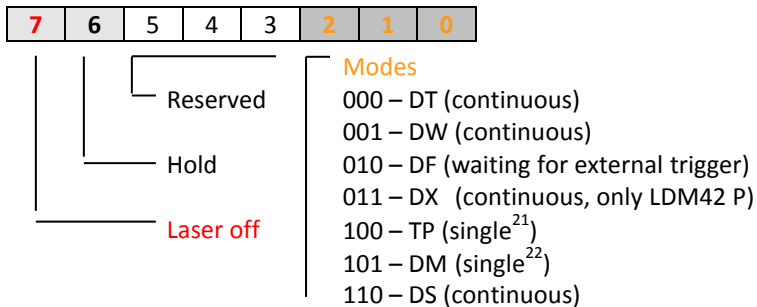 7 6 5 4 3 2 1 0
Modes
Reserved 000 – DT (continuous)
001 – DW (continuous)
Hold 010 – DF (waiting for external trigger)
011 – DX (continuous, only LDM42 P)
Laser off 100 – TP (single21)
101 – DM (single22)
110 – DS (continuous)